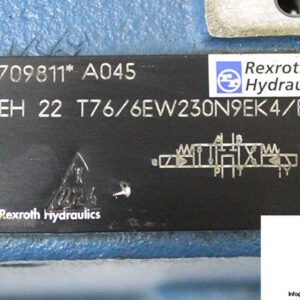 709811* A045
Rexroth
Hydrau
EH 22 T76/6EW230N9EK4/
Rexroth Hydraulics